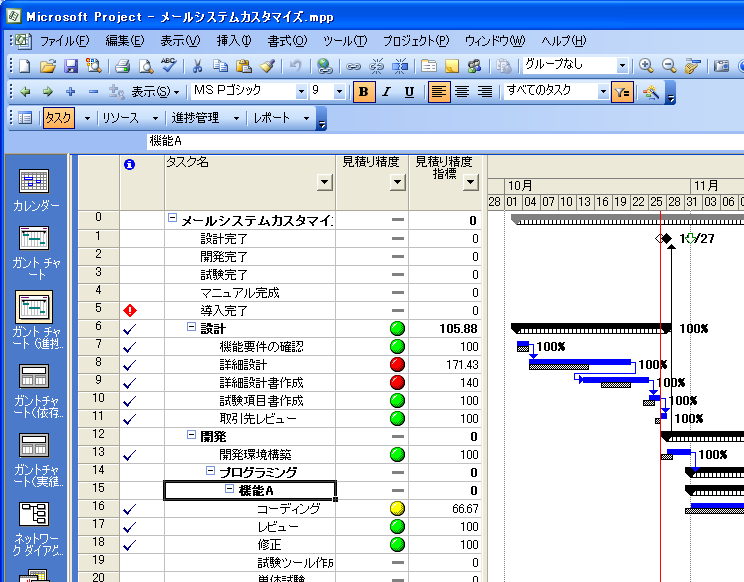 Microsoft Project - メールシステムカスタマイズ.mpp
ファイル(F) 編集(E) 表示(V) 挿入(I) 書式(O) ツール(T) プロジェクト(P) ウィンドウ(W) ヘルプ(H)
グループなし
表示(S) MS Pゴシック 9 B I U すべてのタスク
タスク リソース 進捗管理 レポート
機能A
カレンダー
ガント チャート
ガント チャート (進捗...
ガントチャート(依存...
ガントチャート(実績...
ネットワーク ダイアグ...
タスク名 見積り精度 見積り精度指標
10月 11月
28 01 04 07 10 13 16 19 22 25 28 31 03 06
0 メールシステムカスタマイ 0
1 設計完了 0 /27
2 開発完了 0
3 試験完了 0
4 マニュアル完成 0
5 導入完了 0
6 設計 105.88 100%
7 機能要件の確認 100 100%
8 詳細設計 171.43 100%
9 詳細設計書作成 140 100%
10 試験項目書作成 100 100%
11 取引先レビュー 100 100%
12 開発 0
13 開発環境構築 100 100%
14 プログラミング 0
15 機能A 0
16 コーディング 66.67
17 レビュー 100
18 修正 100
19 試験ツール作成 0
20 単体試験 0